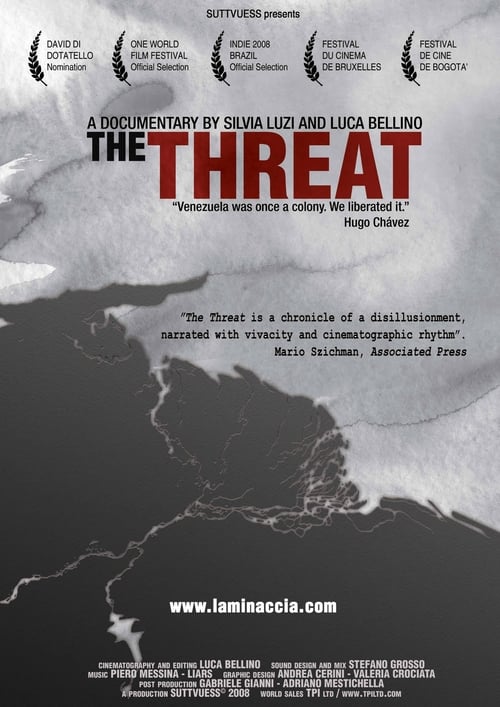 SUTTVUESS presents
DAVID DI
DOTATELLO
Nomination
ONE WORLD
FILM FESTIVAL
Official Selection
INDIE 2008
BRAZIL
Official Selection
FESTIVAL
DU CINEMA
DE BRUXELLES
FESTIVAL
DE CINE
DE BOGOTA'
A DOCUMENTARY BY SILVIA LUZI AND LUCA BELLINO
THE THREAT
“Venezuela was once a colony. We liberated it.”
Hugo Chávez
"The Threat is a chronicle of a disillusionment,
narrated with vivacity and cinematographic rhythm".
Mario Szichman, Associated Press
www.laminaccia.com
CINEMATOGRAPHY AND EDITING LUCA BELLINO SOUND DESIGN AND MIX STEFANO GROSSO
MUSIC PIERO MESSINA - LIARS GRAPHIC DESIGN ANDREA CERINI - VALERIA CROCIATA
POST PRODUCTION GABRIELE GIANNI - ADRIANO MESTICHELLA
A PRODUCTION SUTTVUESS© 2008 WORLD SALES TPI LTD / WWW.TPILTD.COM